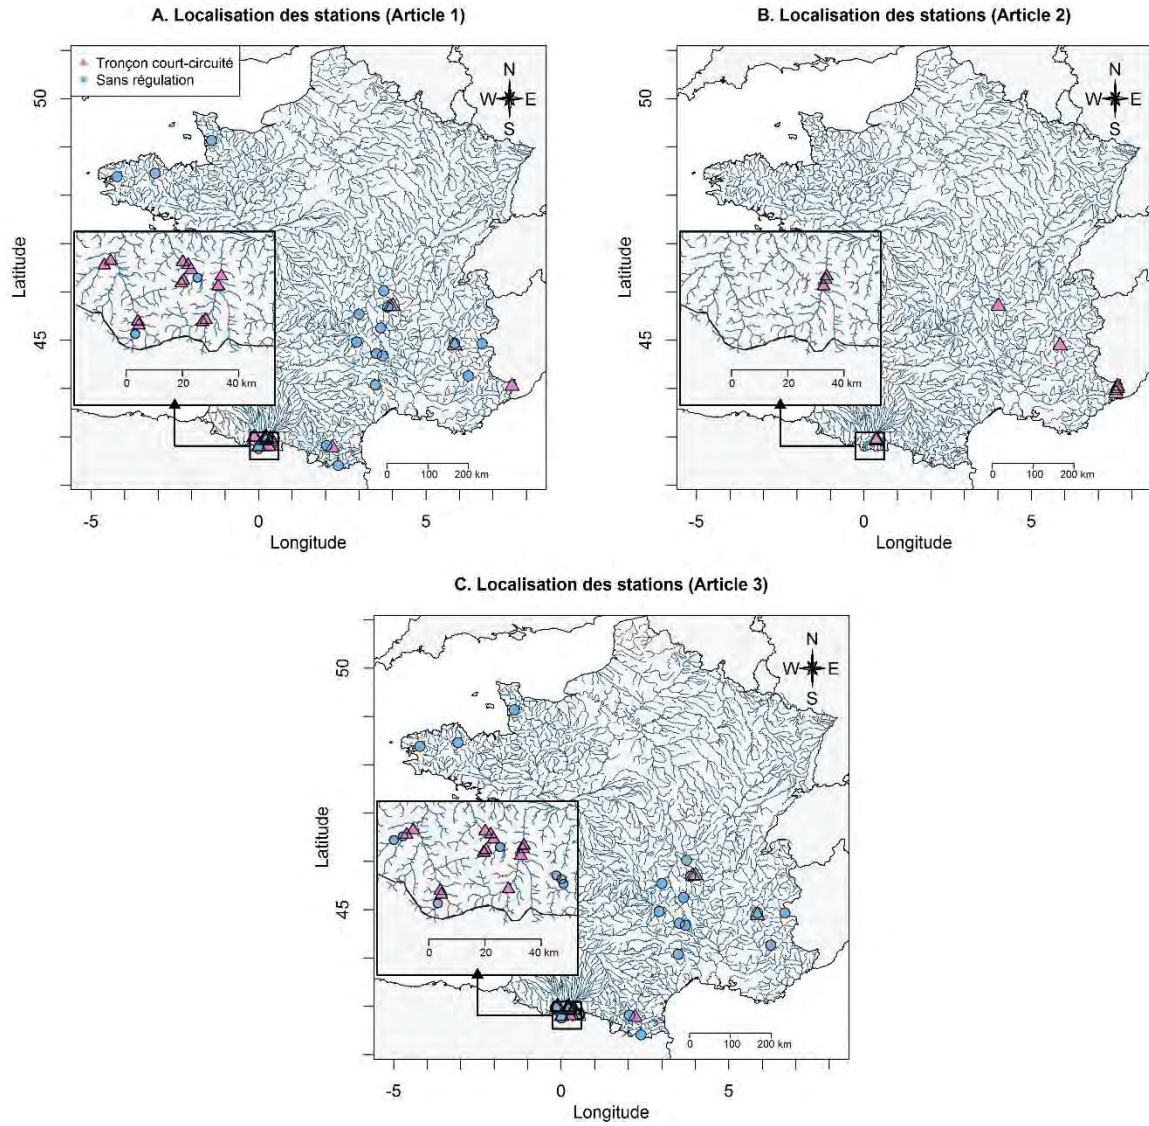 A. Localisation des stations (Article 1)
Tronçon court-circuité
Sans régulation
N
W E
S
50
45
Latitude
0 20 40 km
0 100 200 km
-5 0 5
Longitude
B. Localisation des stations (Article 2)
N
W E
S
50
45
Latitude
0 20 40 km
0 100 200 km
-5 0 5
Longitude
C. Localisation des stations (Article 3)
N
W E
S
50
45
Latitude
0 20 40 km
0 100 200 km
-5 0 5
Longitude